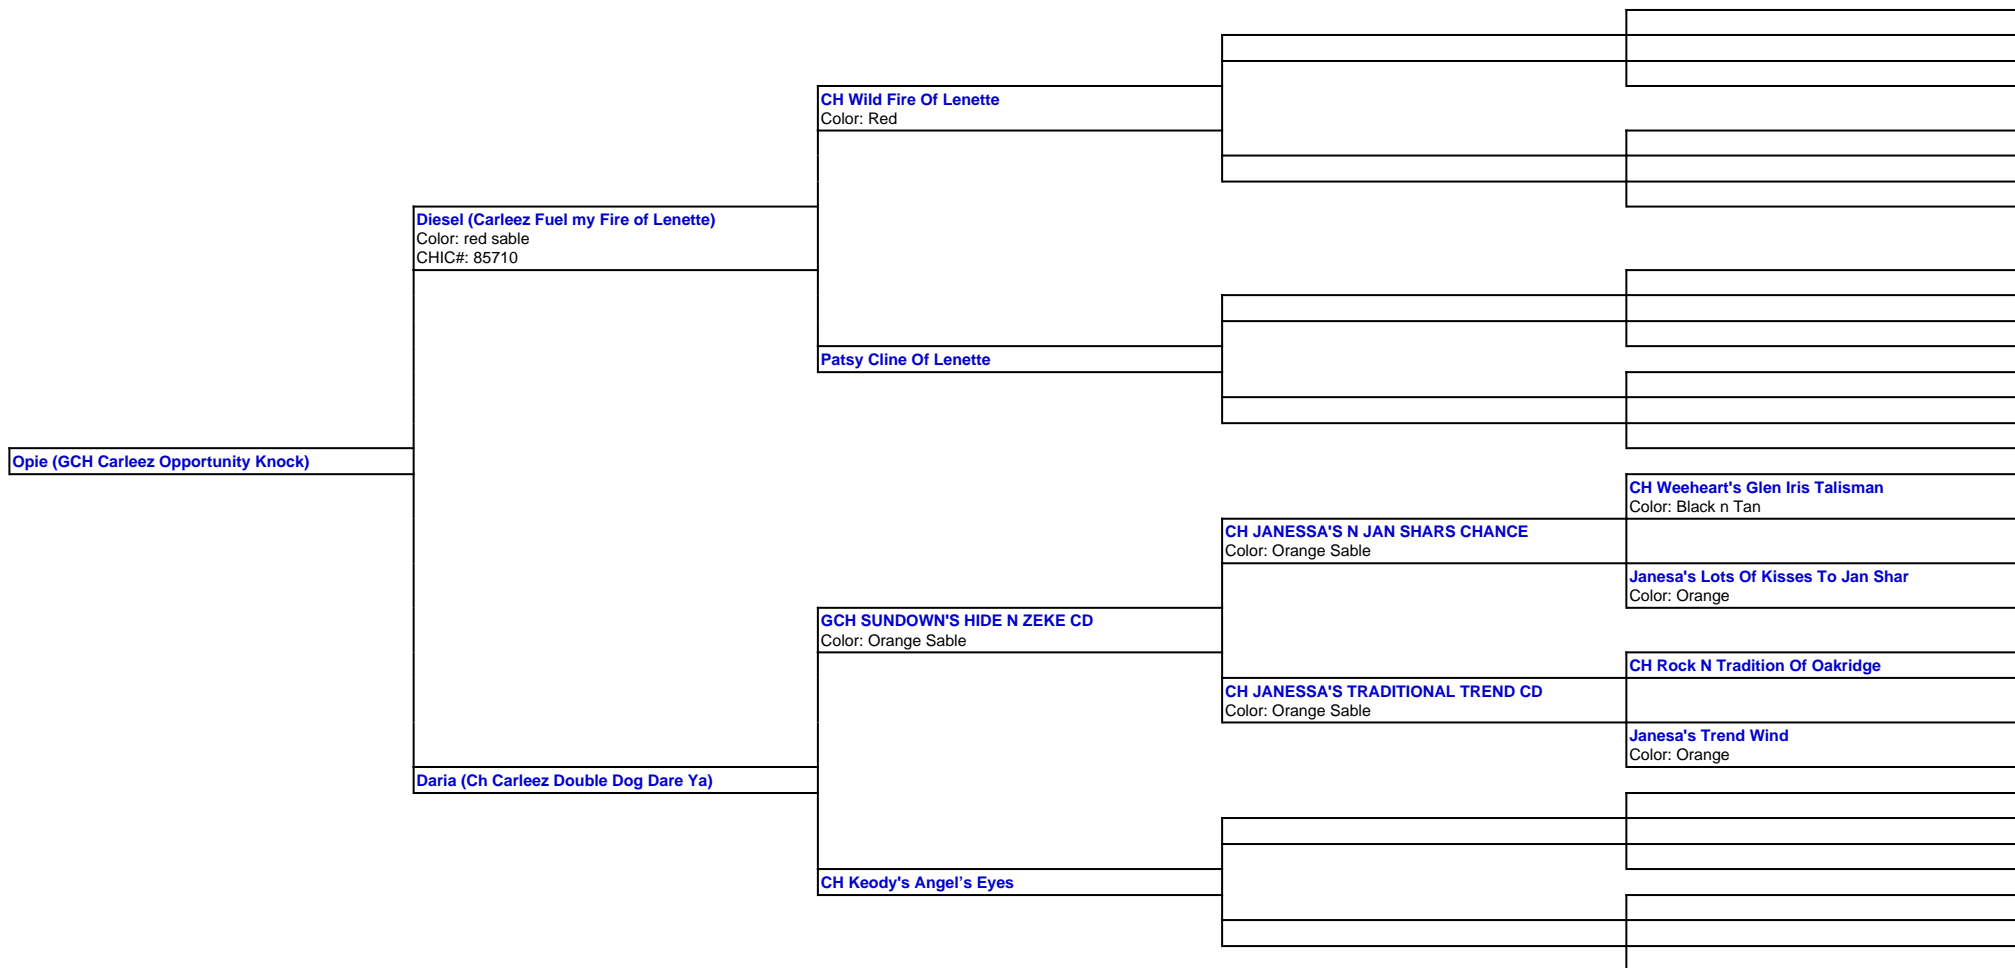 CH Wild Fire Of Lenette
Color: Red
Diesel (Carleez Fuel my Fire of Lenette)
Color: red sable
CHIC#: 85710
Patsy Cline Of Lenette
Opie (GCH Carleez Opportunity Knock)
CH Weeheart's Glen Iris Talisman
Color: Black n Tan
CH JANESSA'S N JAN SHARS CHANCE
Color: Orange Sable
Janesa's Lots Of Kisses To Jan Shar
Color: Orange
GCH SUNDOWN'S HIDE N ZEKE CD
Color: Orange Sable
CH Rock N Tradition Of Oakridge
CH JANESSA'S TRADITIONAL TREND CD
Color: Orange Sable
Janesa's Trend Wind
Color: Orange
Daria (Ch Carleez Double Dog Dare Ya)
CH Keody's Angel’s Eyes